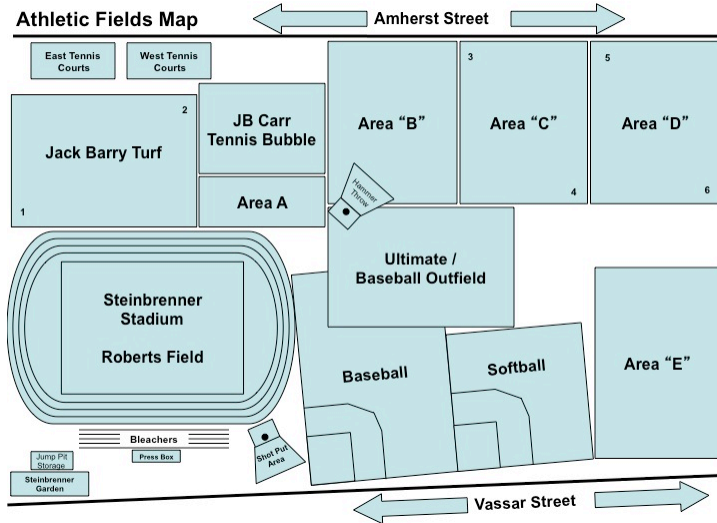 Athletic Fields Map
Amherst Street
East Tennis
Courts
West Tennis
Courts
2
JB Carr
Tennis Bubble
Jack Barry Turf
1
Area A
Area “B”
3
Area “C”
4
5
Area “D”
6
Hammer
Throw
Ultimate /
Baseball Outfield
Steinbrenner
Stadium
Roberts Field
Baseball
Softball
Area “E”
Bleachers
Press Box
Shot Put
Area
Jump Pit
Storage
Steinbrenner
Garden
Vassar Street